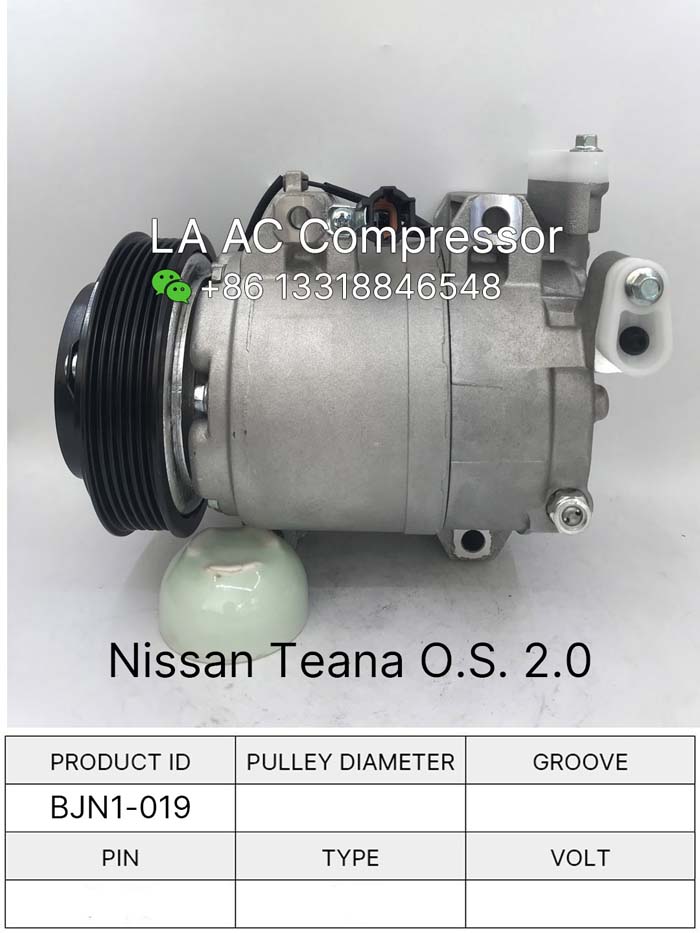 LA AC Compressor
+86 13318846548
Nissan Teana O.S. 2.0
PRODUCT ID PULLEY DIAMETER GROOVE
BJN1-019
PIN TYPE VOLT